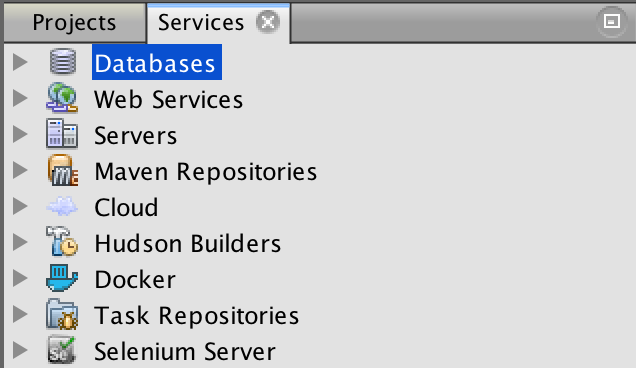 Projects Services
Databases
Web Services
Servers
Maven Repositories
Cloud
Hudson Builders
Docker
Task Repositories
Selenium Server